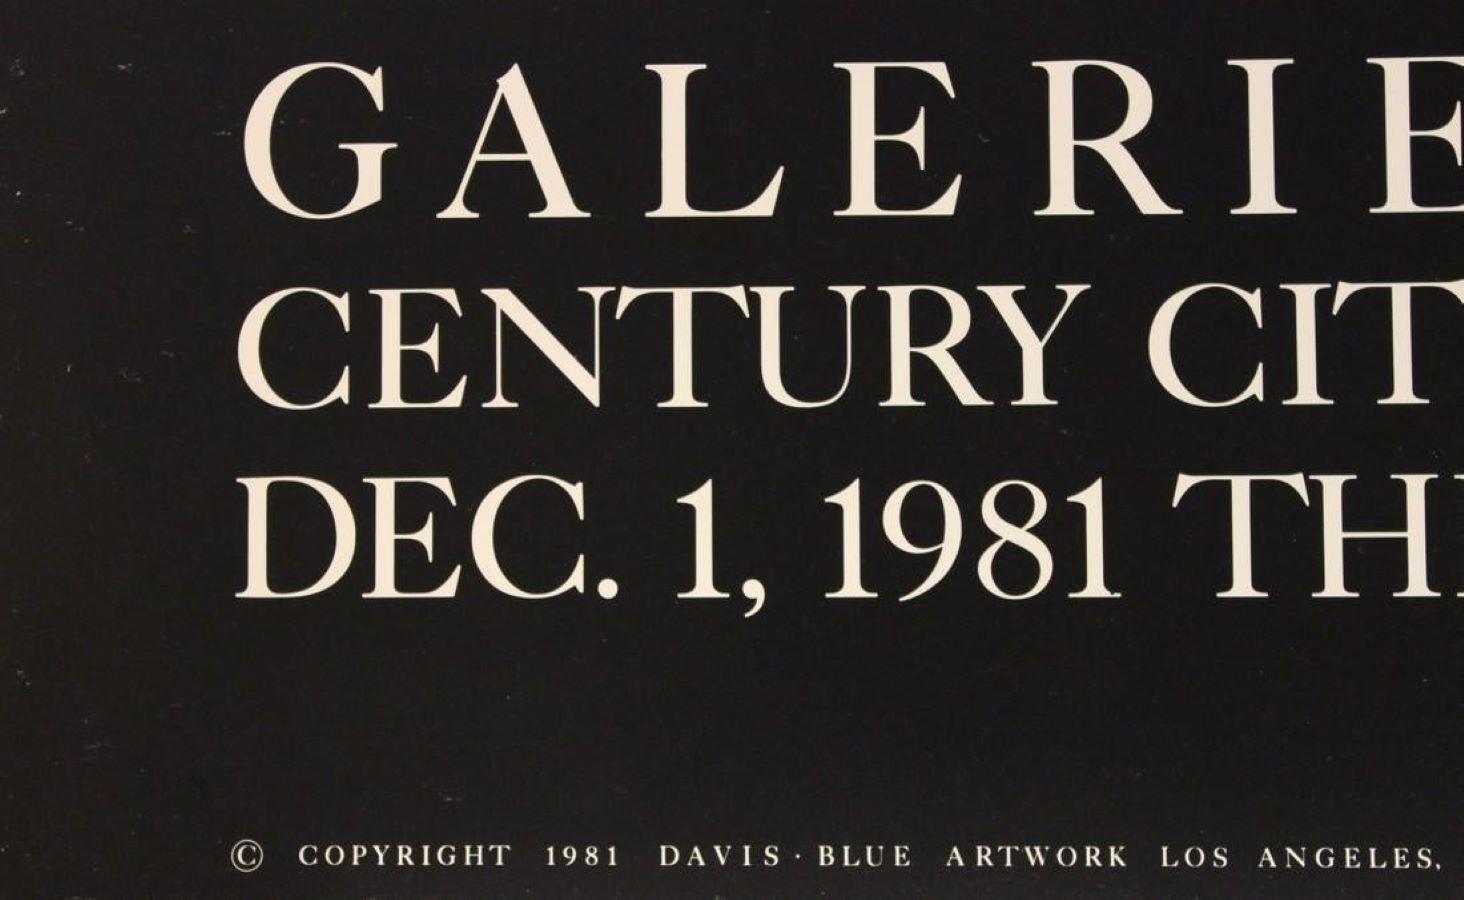 GALERIE
CENTURY CIT
DEC. 1, 1981 TH
© COPYRIGHT 1981 DAVIS·BLUE ARTWORK LOS ANGELES,